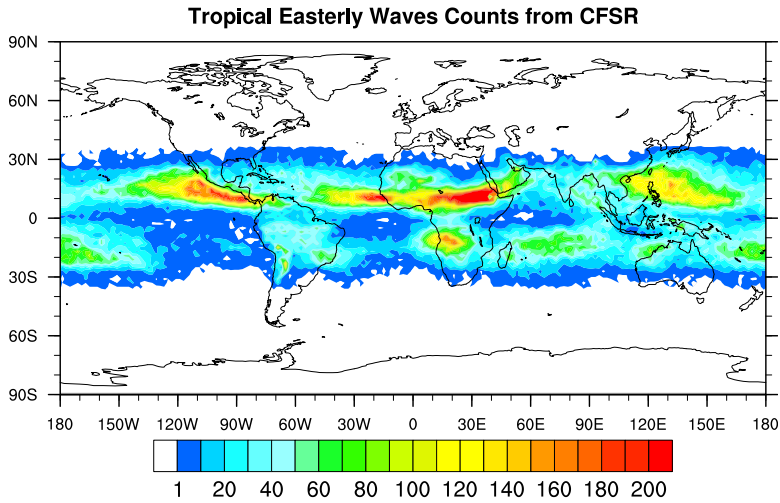 Tropical Easterly Waves Counts from CFSR
90N
60N
30N
0
30S
60S
90S
180 150W 120W 90W 60W 30W 0 30E 60E 90E 120E 150E 180
1 20 40 60 80 100 120 140 160 180 200